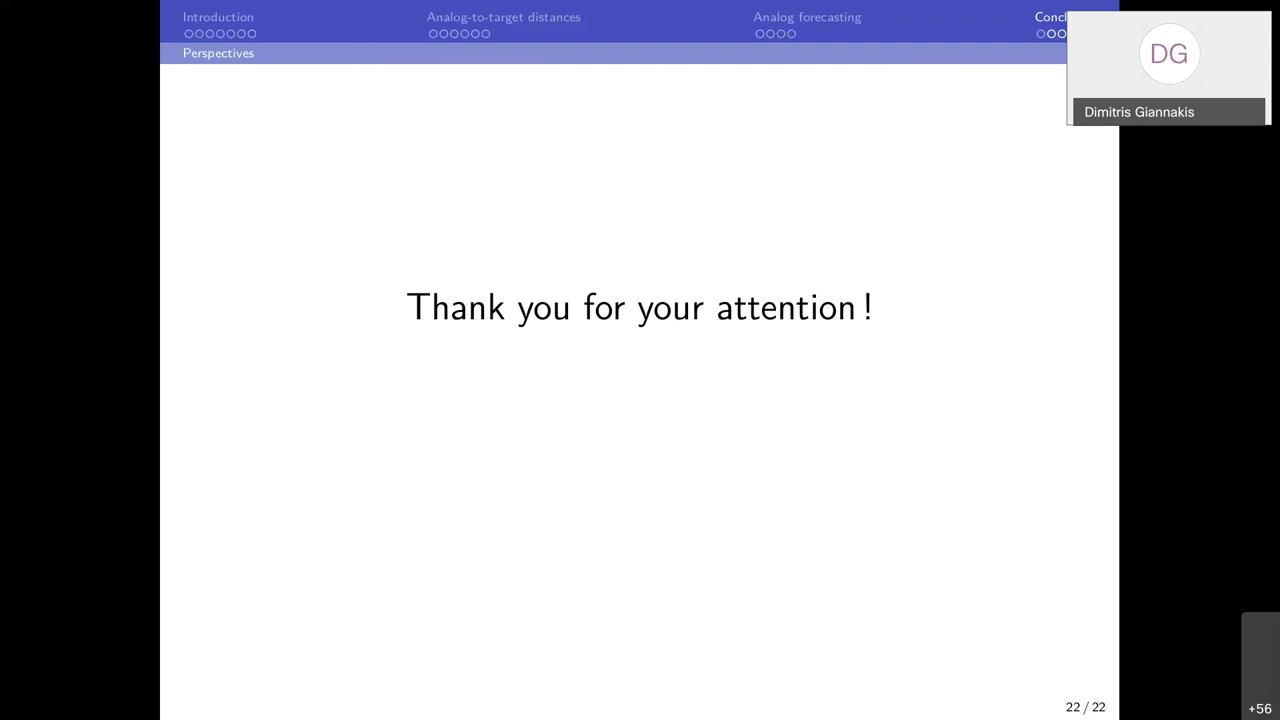 Introduction
Analog-to-target distances
Analog forecasting
Concl
Perspectives
DG
Dimitris Giannakis
Thank you for your attention !
22 / 22
+56